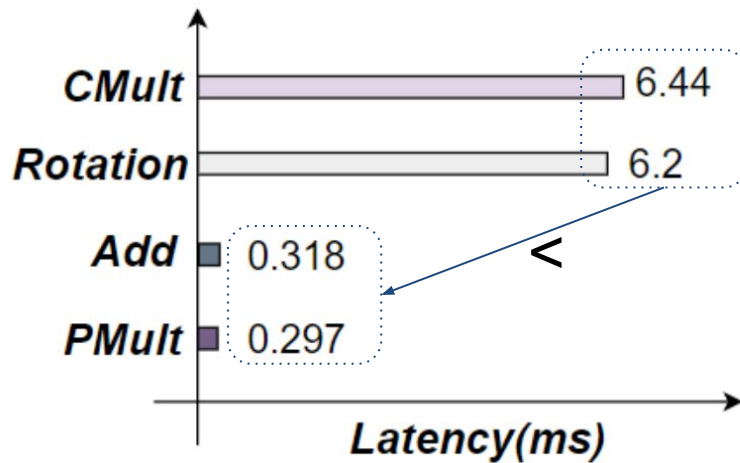 CMult 6.44
Rotation 6.2
Add 0.318
<
PMult 0.297
Latency(ms)